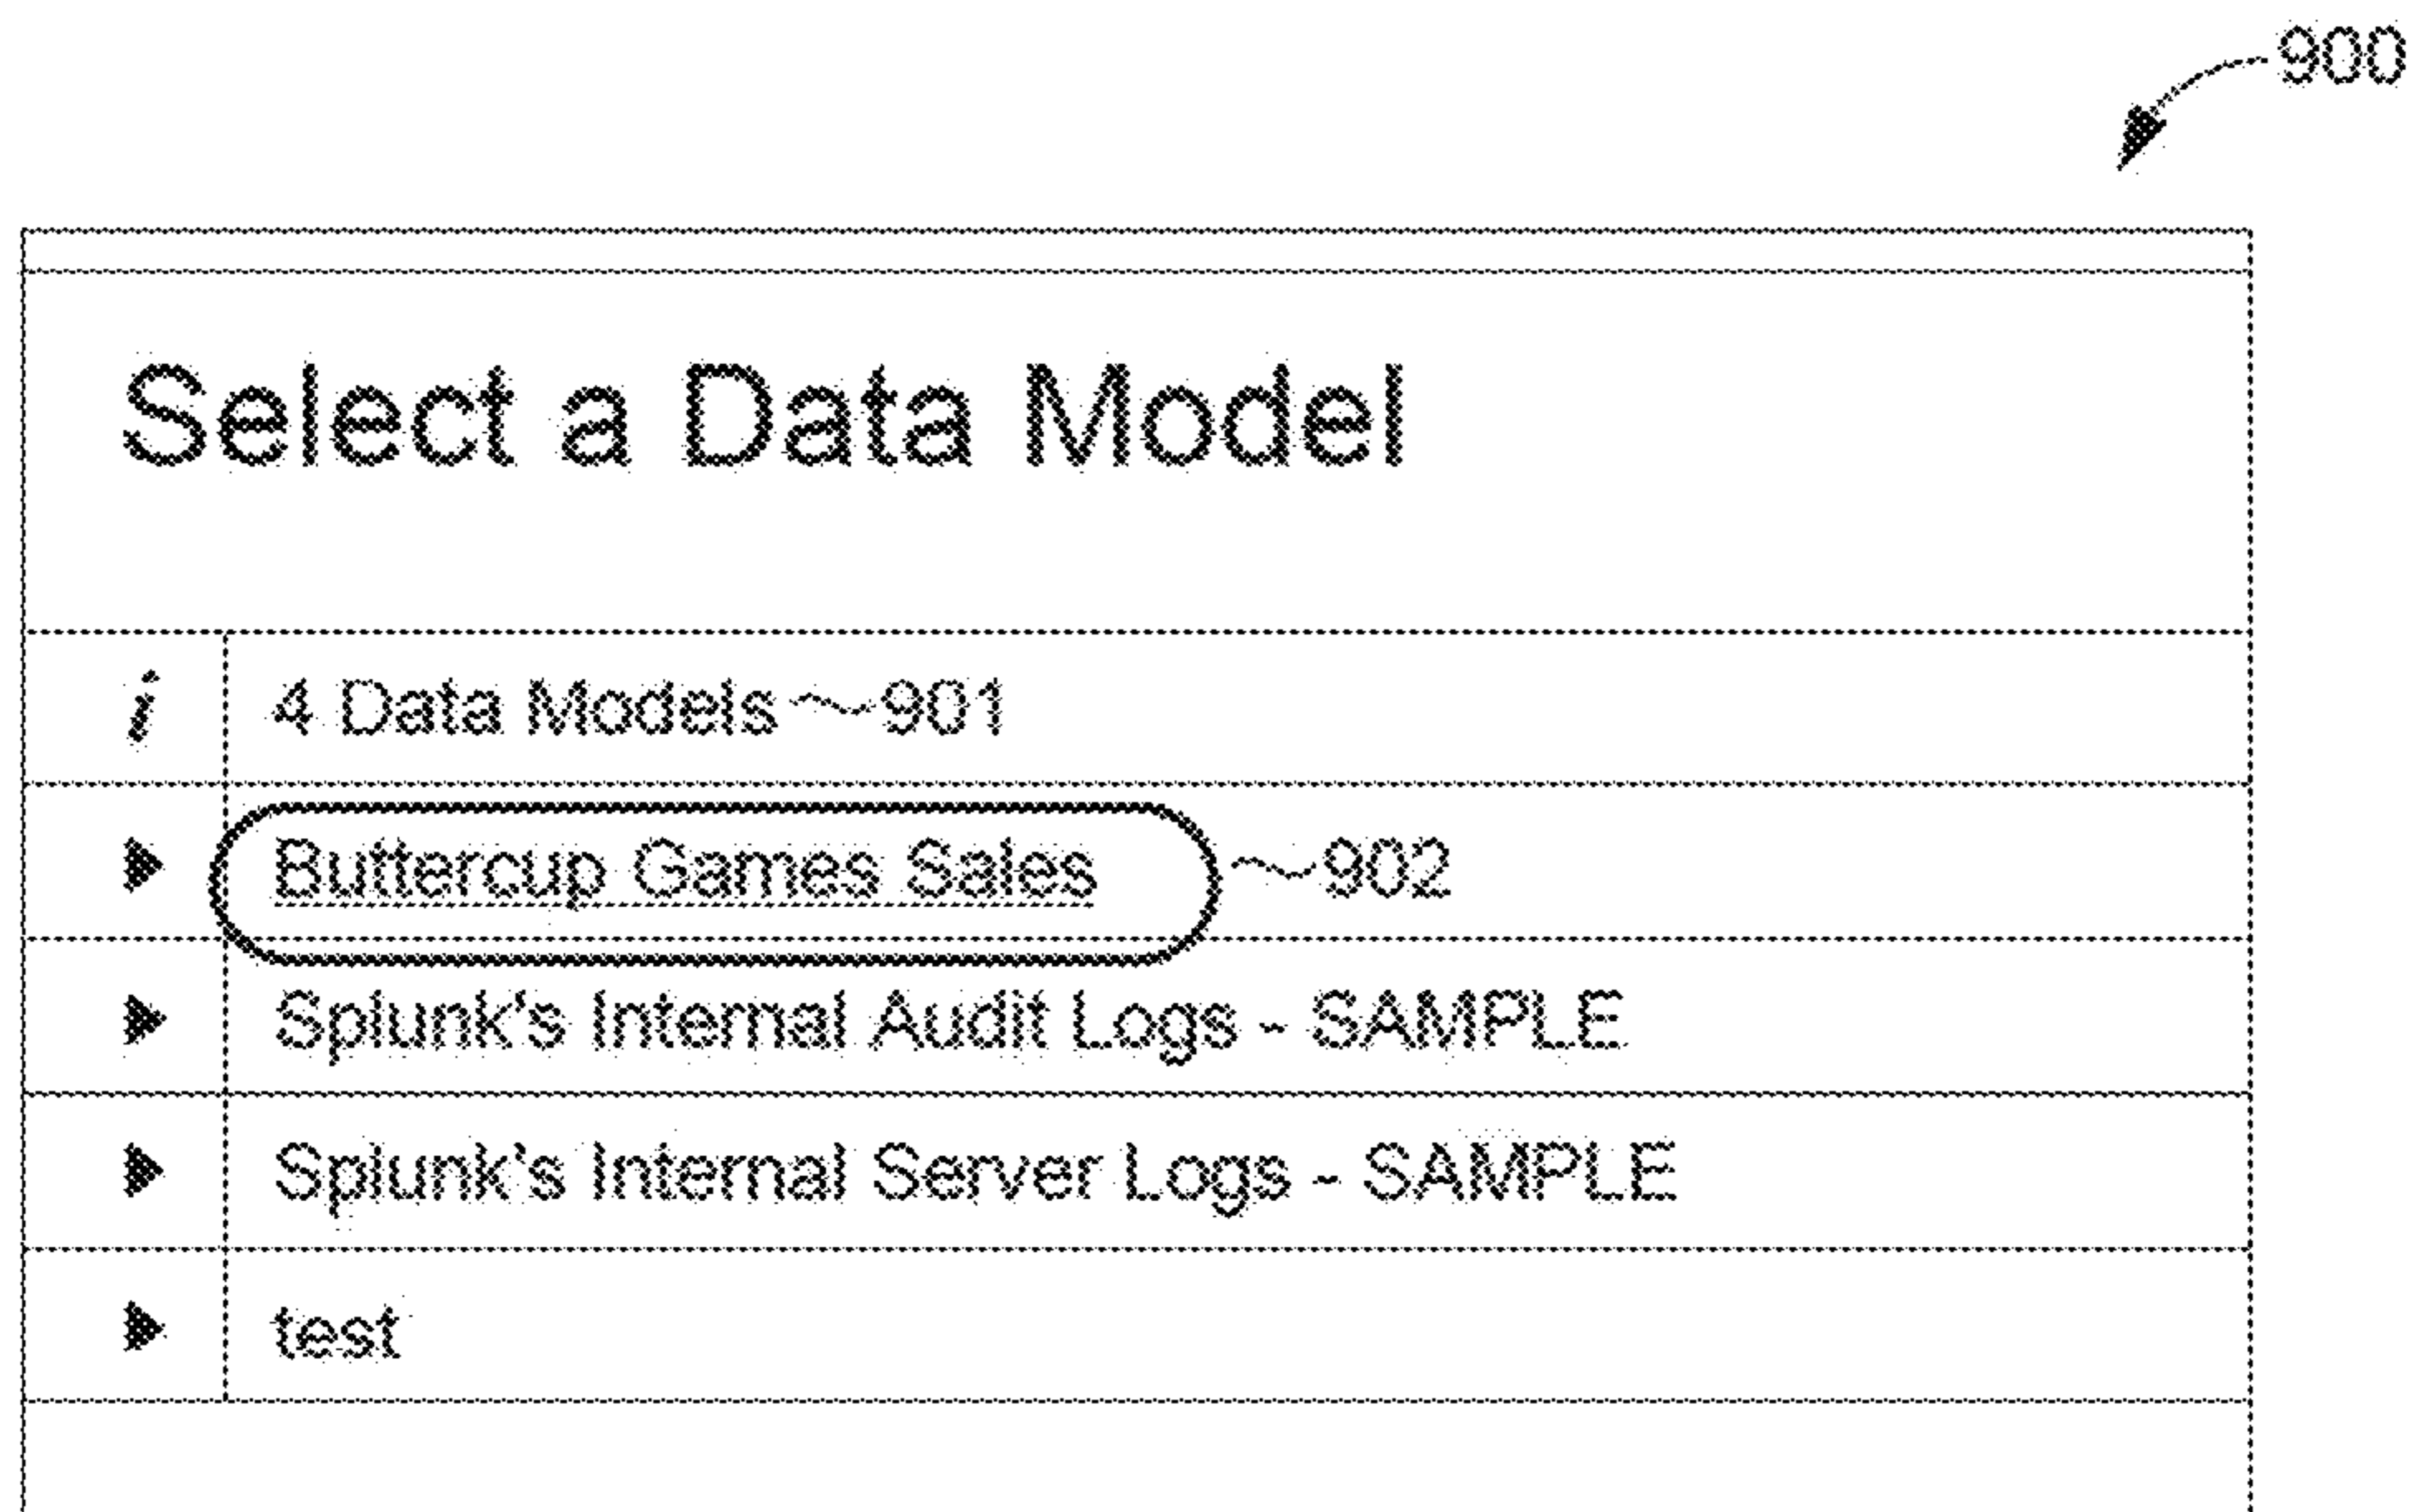 900
Select a Data Model
i 4 Data Models 901
Buttercup Games Sales 902
Splunk's Internal Audit Logs - SAMPLE
Splunk's Internal Server Logs - SAMPLE
test